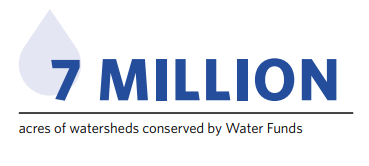 7 MILLION
acres of watersheds conserved by Water Funds